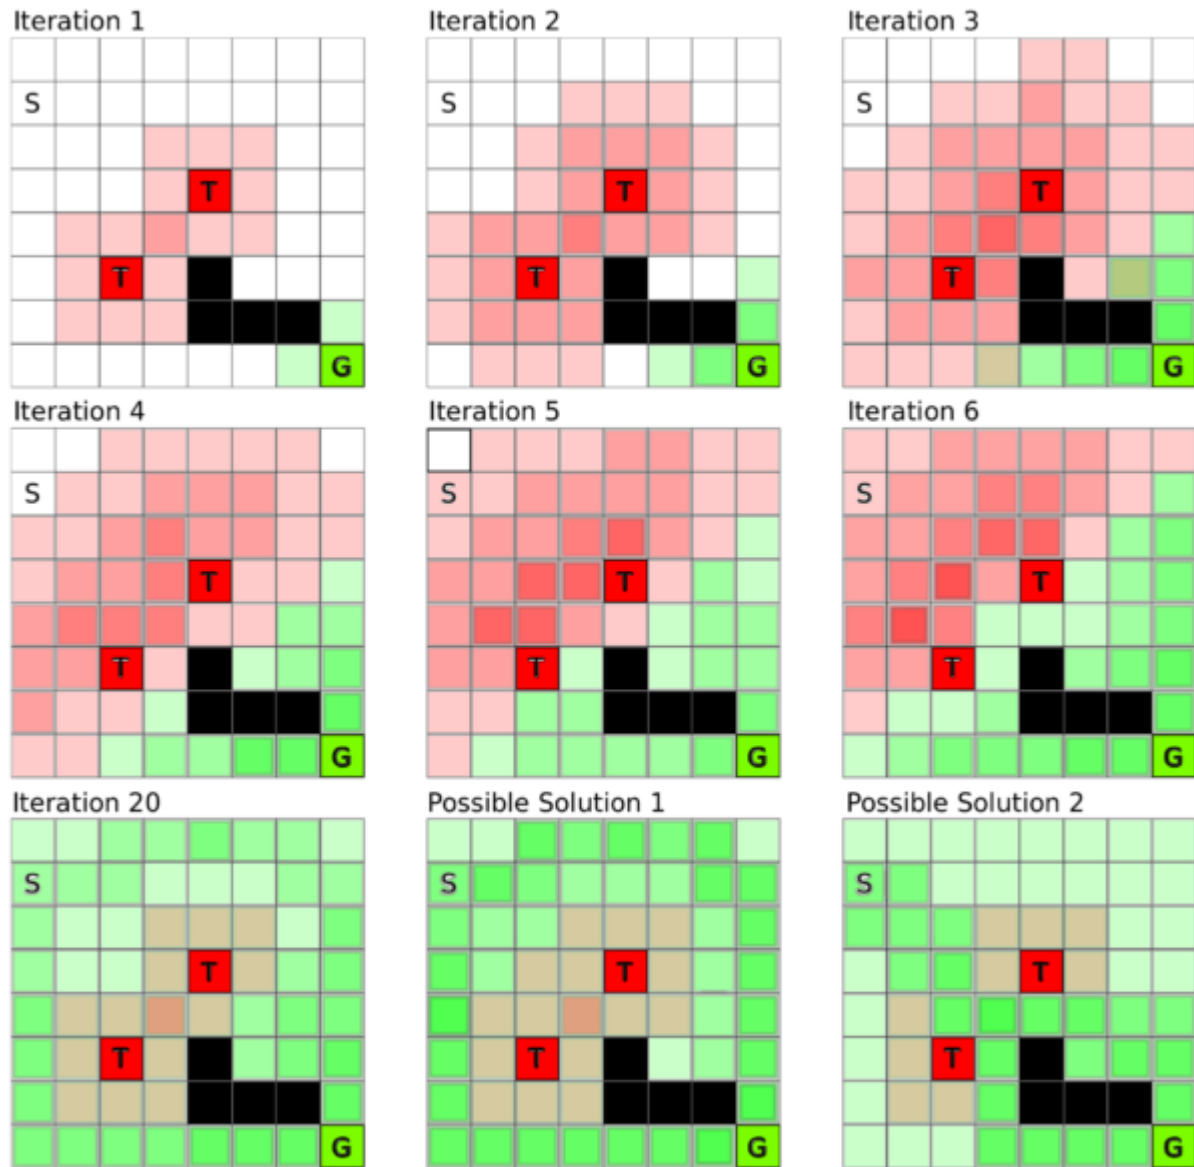 Iteration 1
Iteration 2
Iteration 3
S
S
S
T
T
T
T
T
T
G
G
G
Iteration 4
Iteration 5
Iteration 6
S
S
S
T
T
T
T
T
T
G
G
G
Iteration 20
Possible Solution 1
Possible Solution 2
S
S
S
T
T
T
T
T
T
G
G
G